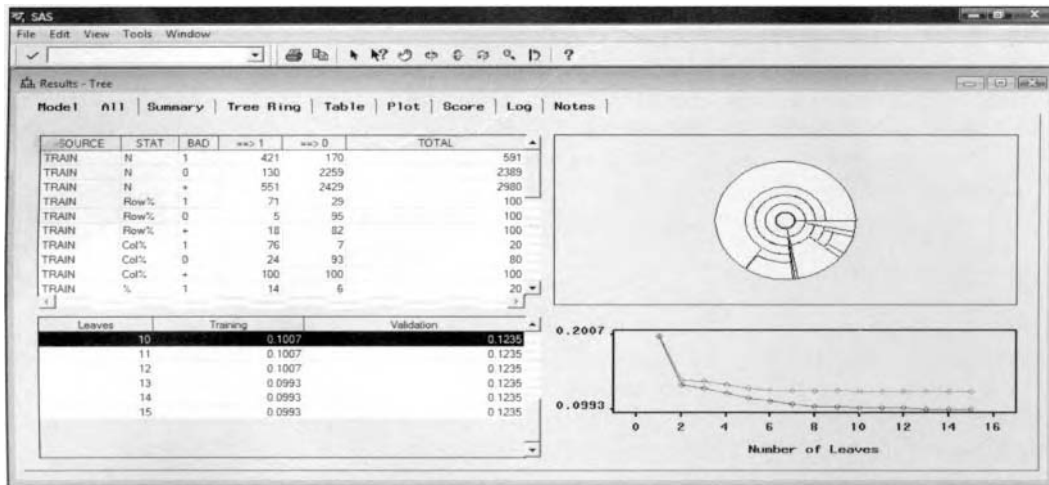 SAS
File Edit View Tools Window
Results - Tree
Model All Summary Tree Ring Table Plot Score Log Notes
SOURCE STAT BAD ==> 1 ==> 0 TOTAL
TRAIN N 1 421 170 591
TRAIN N 0 130 2259 2389
TRAIN N + 551 2429 2980
TRAIN Row% 1 71 29 100
TRAIN Row% 0 5 95 100
TRAIN Row% + 18 82 100
TRAIN Col% 1 76 7 20
TRAIN Col% 0 24 93 80
TRAIN Col% + 100 100 100
TRAIN % 1 14 6 20
Leaves Training Validation
10 0.1007 0.1235
11 0.1007 0.1235
12 0.1007 0.1235
13 0.0993 0.1235
14 0.0993 0.1235
15 0.0993 0.1235
0.2007
0.0993
0 2 4 6 8 10 12 14 16
Number of Leaves